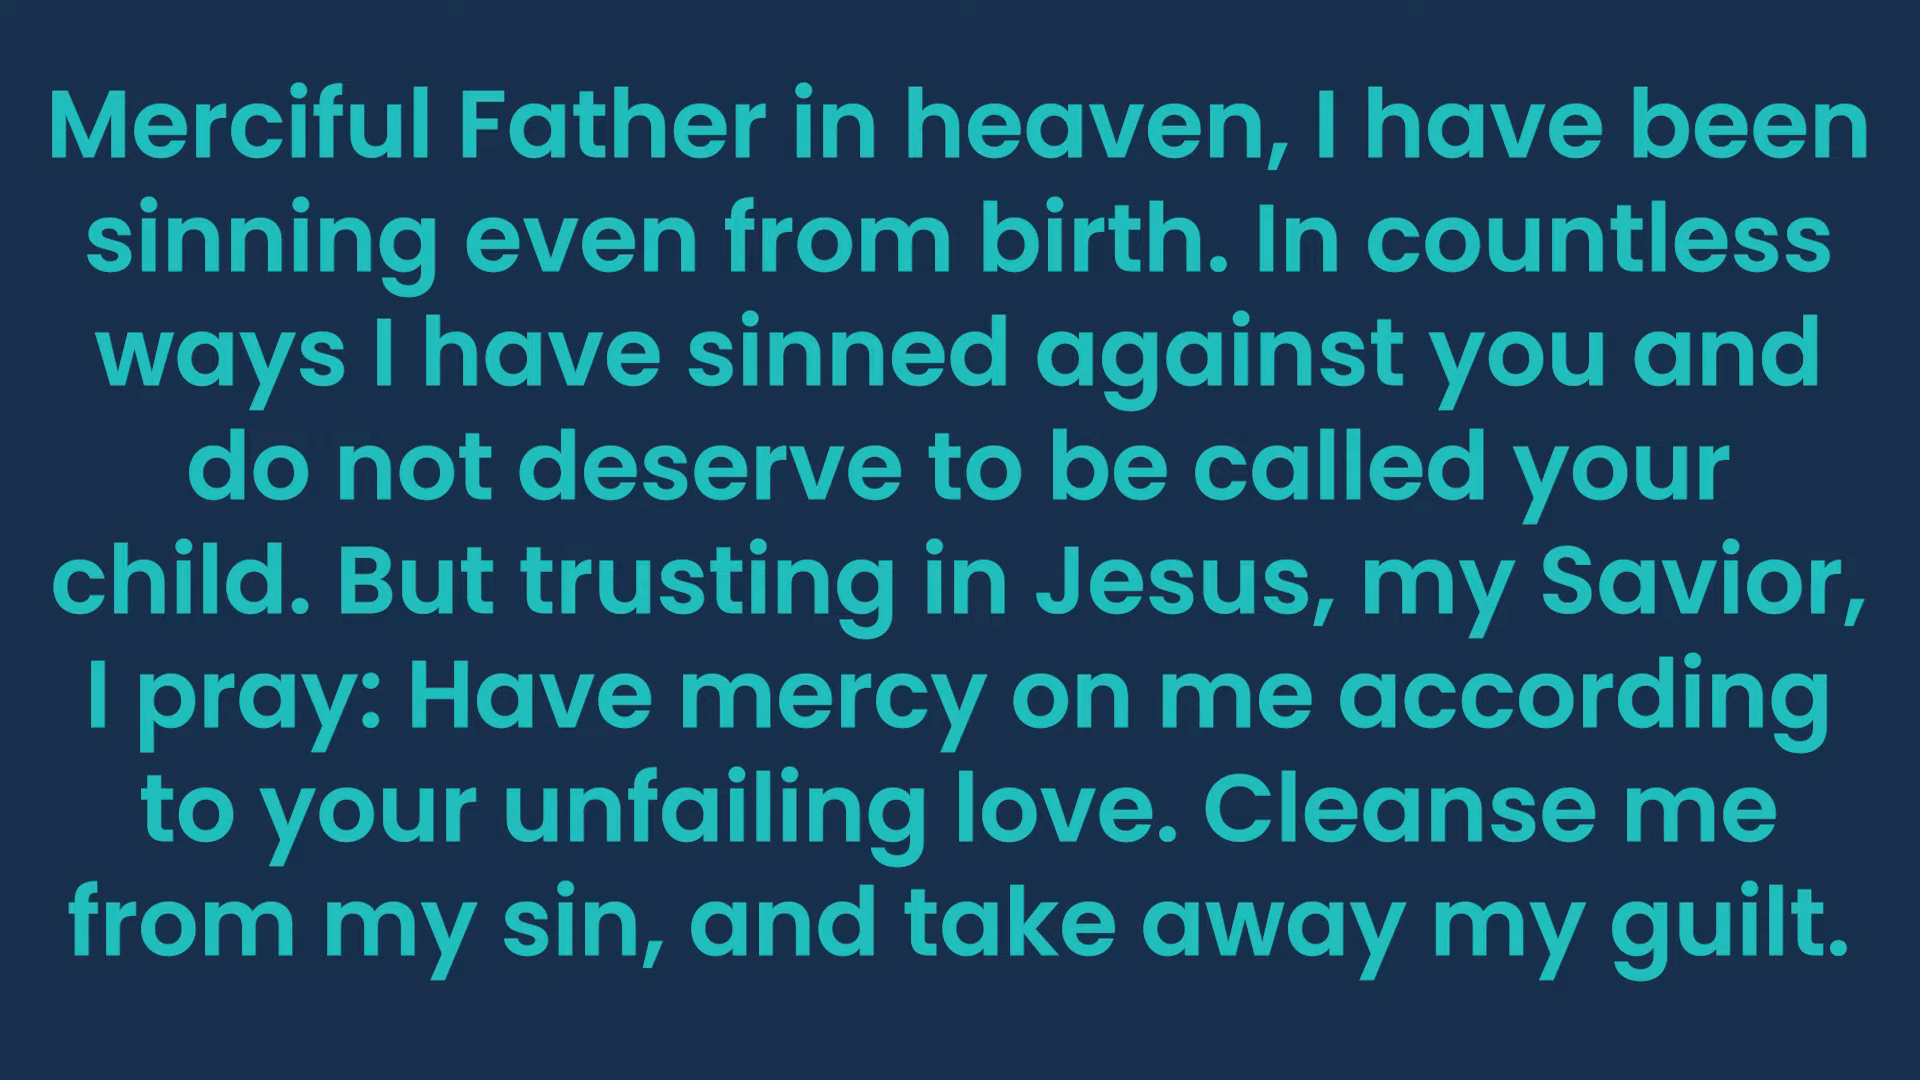 Merciful Father in heaven, I have been
sinning even from birth. In countless
ways I have sinned against you and
do not deserve to be called your
child. But trusting in Jesus, my Savior,
I pray: Have mercy on me according
to your unfailing love. Cleanse me
from my sin, and take away my guilt.